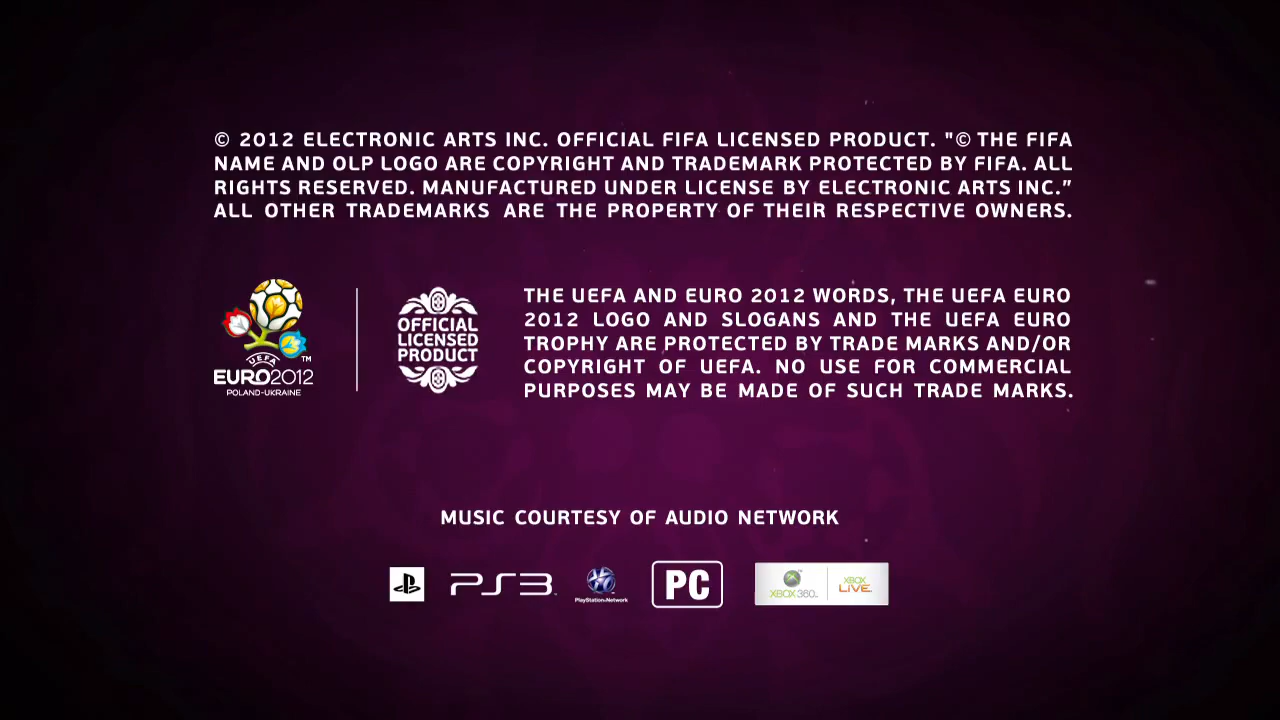 © 2012 ELECTRONIC ARTS INC. OFFICIAL FIFA LICENSED PRODUCT. "© THE FIFA
NAME AND OLP LOGO ARE COPYRIGHT AND TRADEMARK PROTECTED BY FIFA. ALL
RIGHTS RESERVED. MANUFACTURED UNDER LICENSE BY ELECTRONIC ARTS INC."
ALL OTHER TRADEMARKS ARE THE PROPERTY OF THEIR RESPECTIVE OWNERS.
UEFA
EURO2012™
POLAND-UKRAINE
OFFICIAL
LICENSED
PRODUCT
THE UEFA AND EURO 2012 WORDS, THE UEFA EURO
2012 LOGO AND SLOGANS AND THE UEFA EURO
TROPHY ARE PROTECTED BY TRADE MARKS AND/OR
COPYRIGHT OF UEFA. NO USE FOR COMMERCIAL
PURPOSES MAY BE MADE OF SUCH TRADE MARKS.
MUSIC COURTESY OF AUDIO NETWORK
PS3
PlayStation®Network
PC
XBOX 360
XBOX
LIVE